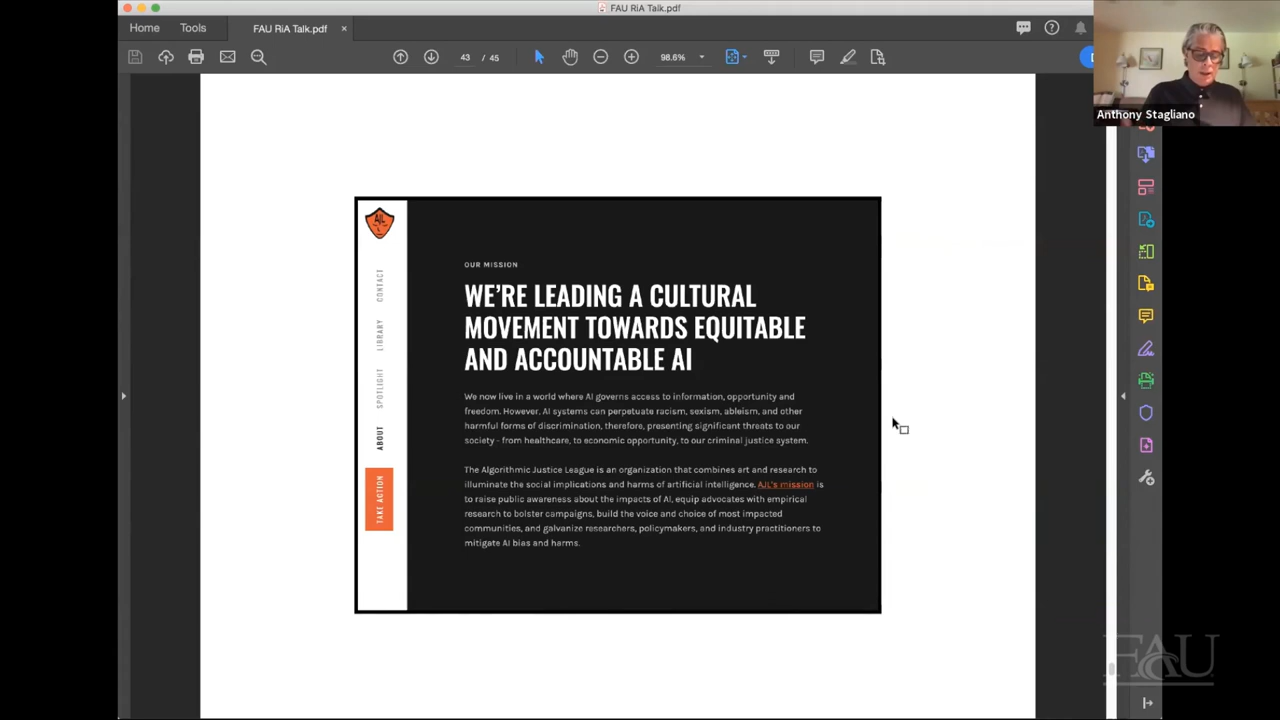 FAU RiA Talk.pdf
Home
Tools
FAU RiA Talk.pdf
×
43 / 45
98.6%
Anthony Stagliano
AJL
CONTACT
LIBRARY
SPOTLIGHT
ABOUT
TAKE ACTION
OUR MISSION
WE'RE LEADING A CULTURAL
MOVEMENT TOWARDS EQUITABLE
AND ACCOUNTABLE AI
We now live in a world where AI governs access to information, opportunity and
freedom. However, AI systems can perpetuate racism, sexism, ableism, and other
harmful forms of discrimination, therefore, presenting significant threats to our
society - from healthcare, to economic opportunity, to our criminal justice system.
The Algorithmic Justice League is an organization that combines art and research to
illuminate the social implications and harms of artificial intelligence. AJL's mission is
to raise public awareness about the impacts of AI, equip advocates with empirical
research to bolster campaigns, build the voice and choice of most impacted
communities, and galvanize researchers, policymakers, and industry practitioners to
mitigate AI bias and harms.
FAU